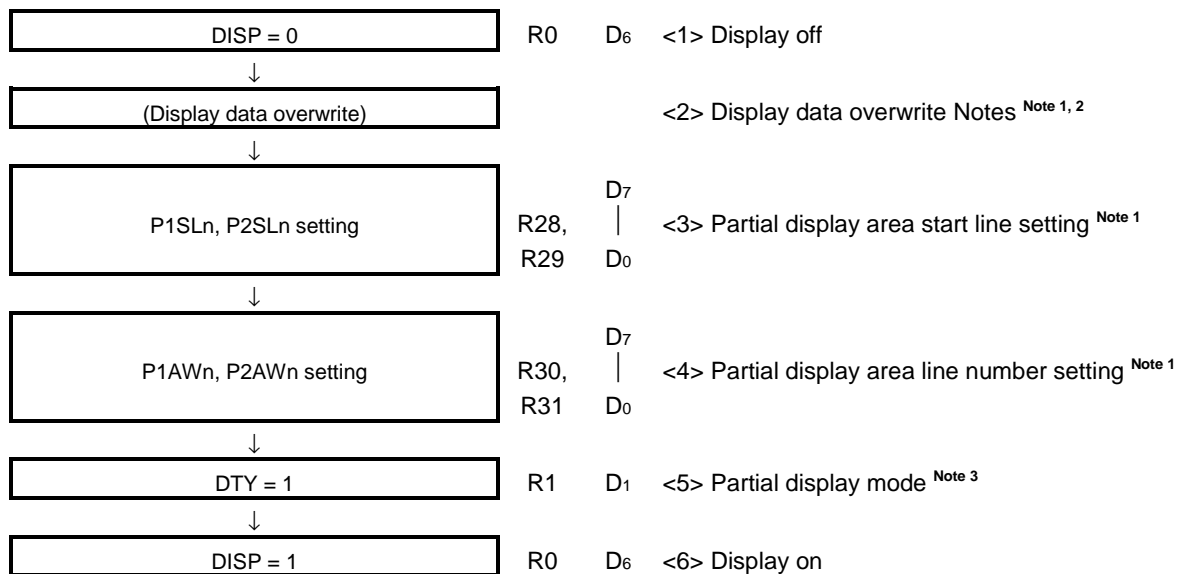 DISP = 0 R0 D6 <1> Display off
↓
(Display data overwrite) <2> Display data overwrite Notes Note 1, 2
↓
D7
P1SLn, P2SLn setting R28, | <3> Partial display area start line setting Note 1
R29 D0
↓
D7
P1AWn, P2AWn setting R30, | <4> Partial display area line number setting Note 1
R31 D0
↓
DTY = 1 R1 D1 <5> Partial display mode Note 3
↓
DISP = 1 R0 D6 <6> Display on